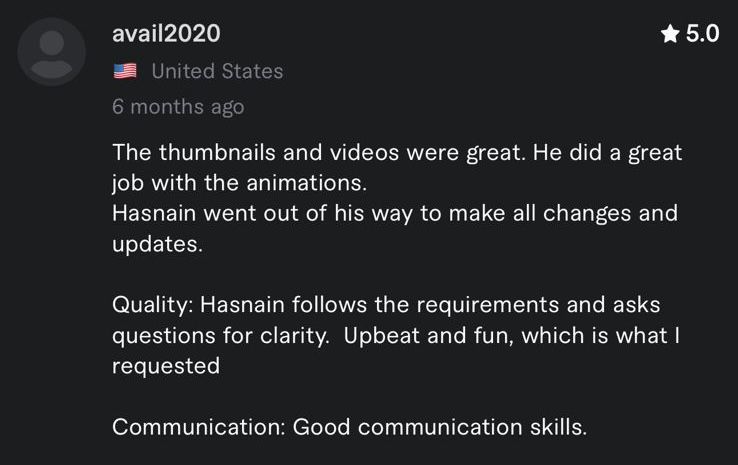 avail2020
★ 5.0
United States
6 months ago
The thumbnails and videos were great. He did a great
job with the animations.
Hasnain went out of his way to make all changes and
updates.
Quality: Hasnain follows the requirements and asks
questions for clarity.  Upbeat and fun, which is what I
requested
Communication: Good communication skills.